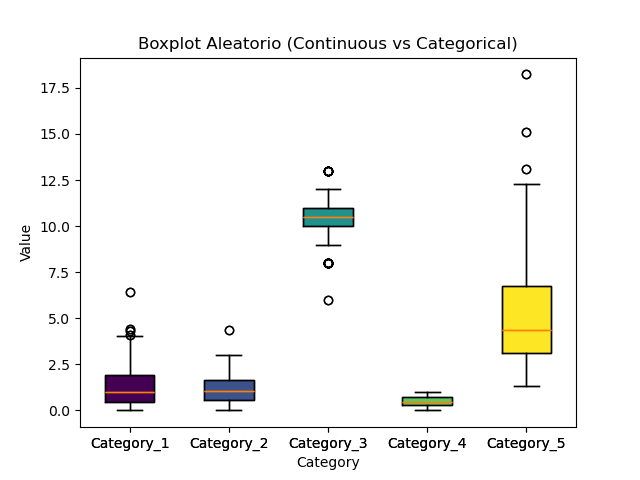 Boxplot Aleatorio (Continuous vs Categorical)
17.5
15.0
12.5
10.0
7.5
5.0
2.5
0.0
Value
Category_1
Category_2
Category_3
Category_4
Category_5
Category